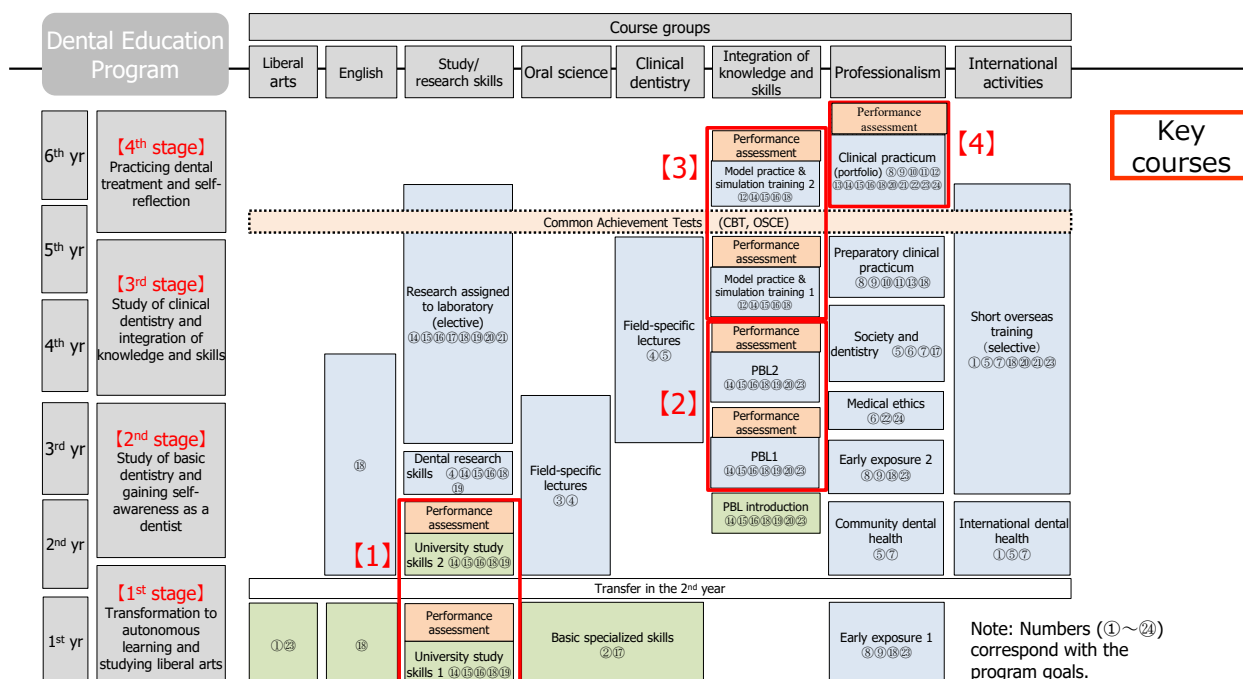 Dental Education
Program
Course groups
Liberal
arts
English
Study/
research skills
Oral science
Clinical
dentistry
Integration of
knowledge and
skills
Professionalism
International
activities
Key
courses
6th yr
5th yr
4th yr
3rd yr
2nd yr
1st yr
【4th stage】
Practicing dental
treatment and self-
reflection
【3rd stage】
Study of clinical
dentistry and
integration of
knowledge and skills
【2nd stage】
Study of basic
dentistry and
gaining self-
awareness as a
dentist
【1st stage】
Transformation to
autonomous
learning and
studying liberal arts
【3】
Performance
assessment
Model practice &
simulation training 2
⑫⑭⑮⑯⑱
Performance
assessment
Clinical practicum
(portfolio) ⑧⑨⑩⑪⑫
⑬⑭⑮⑯⑱⑳㉑㉒㉓㉔
【4】
Common Achievement Tests (CBT, OSCE)
Performance
assessment
Model practice &
simulation training 1
⑫⑭⑮⑯⑱
Preparatory clinical
practicum
⑧⑨⑩⑪⑬⑱
Research assigned
to laboratory
(elective)
⑭⑮⑯⑰⑱⑲⑳㉑
Field-specific
lectures
④⑤
Performance
assessment
PBL2
⑭⑮⑯⑱⑲⑳㉓
Society and
dentistry ⑤⑥⑦⑰
Short overseas
training
(selective)
①⑤⑦⑱⑳㉑㉓
【2】
Performance
assessment
PBL1
⑭⑮⑯⑱⑲⑳㉓
Medical ethics
⑥㉒㉔
Early exposure 2
⑧⑨⑱㉓
⑱
Dental research
skills ④⑭⑮⑯⑱
⑲
Field-specific
lectures
③④
PBL introduction
⑭⑮⑯⑱⑲⑳㉓
【1】
Performance
assessment
University study
skills 2 ⑭⑮⑯⑱⑲
Community dental
health
⑤⑦
International dental
health
①⑤⑦
Transfer in the 2nd year
①㉓
⑱
Performance
assessment
University study
skills 1 ⑭⑮⑯⑱⑲
Basic specialized skills
②⑰
Early exposure 1
⑧⑨⑱㉓
Note: Numbers (①～㉔)
correspond with the
program goals.